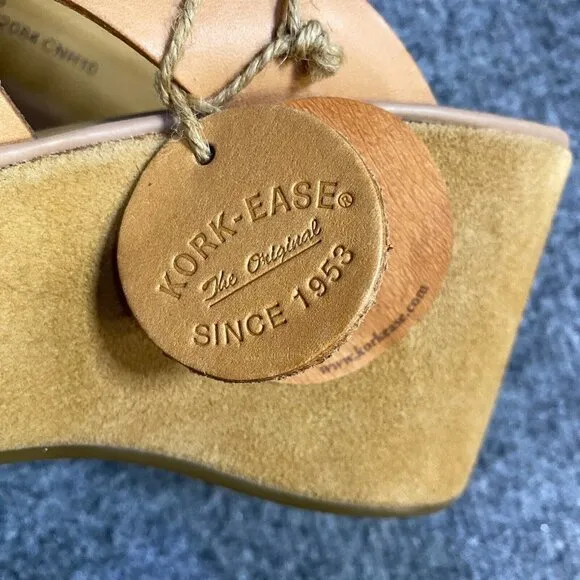 KORK-EASE®
The Original
SINCE 1953
www.korkease.com